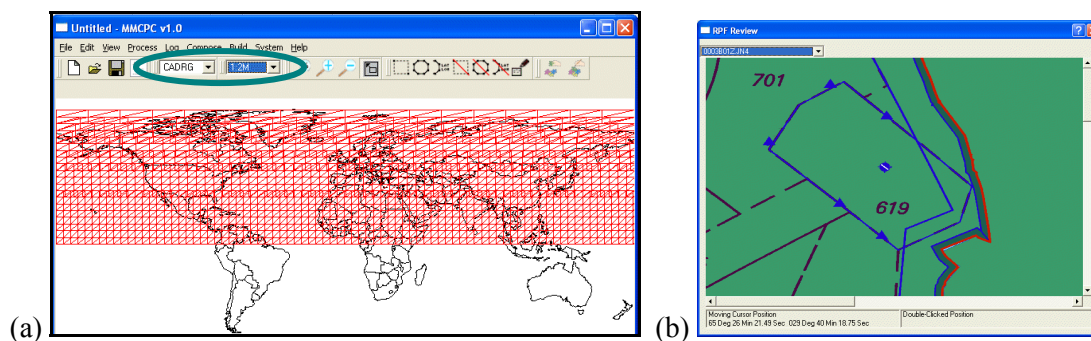 Untitled - MMCPC v1.0
File Edit View Process Log Compose Build System Help
CADRG 1:2M
(a)
RPF Review
0003B01Z.JN4
701
619
Moving Cursor Position
65 Deg 26 Min 21.49 Sec 029 Deg 40 Min 18.75 Sec
Double-Clicked Position
(b)